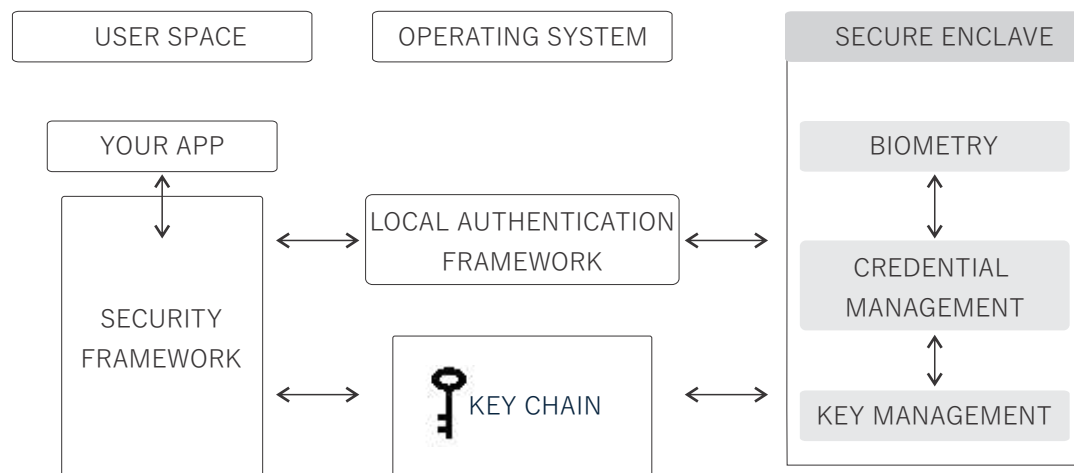 USER SPACE
OPERATING SYSTEM
SECURE ENCLAVE
YOUR APP
BIOMETRY
LOCAL AUTHENTICATION
FRAMEWORK
CREDENTIAL
MANAGEMENT
SECURITY
FRAMEWORK
KEY CHAIN
KEY MANAGEMENT